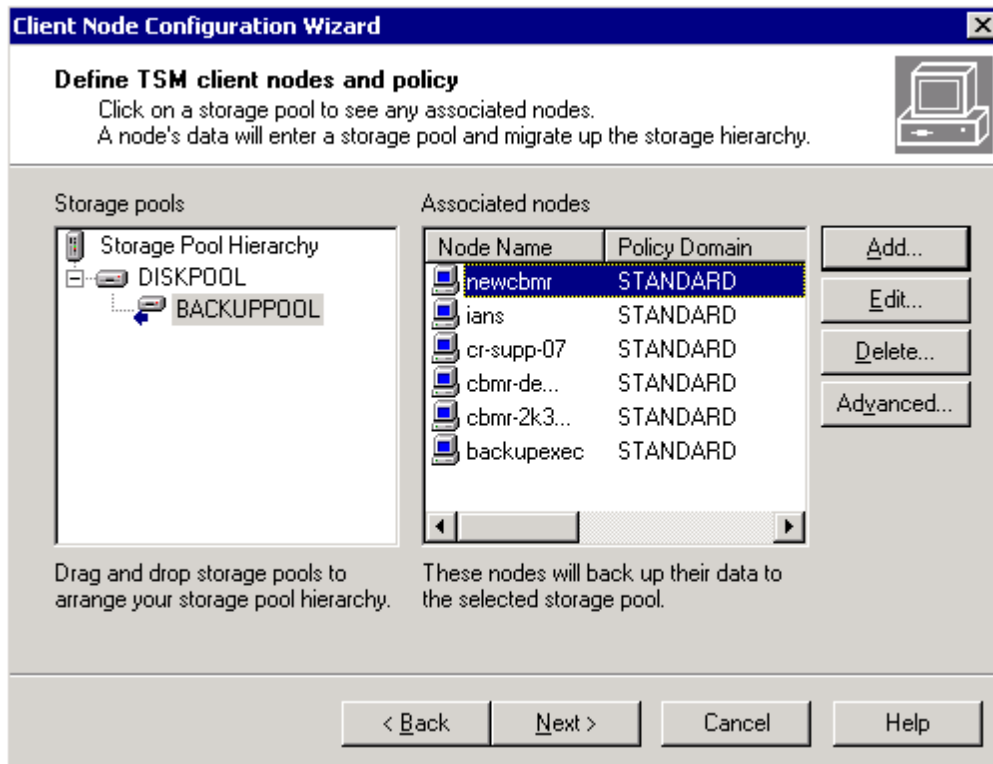 Client Node Configuration Wizard
Define TSM client nodes and policy
Click on a storage pool to see any associated nodes.
A node's data will enter a storage pool and migrate up the storage hierarchy.
Storage pools
Storage Pool Hierarchy
DISKPOOL
BACKUPPOOL
Drag and drop storage pools to
arrange your storage pool hierarchy.
Associated nodes
Node Name Policy Domain
newcbmr STANDARD
ians STANDARD
cr-supp-07 STANDARD
cbmr-de... STANDARD
cbmr-2k3... STANDARD
backupexec STANDARD
These nodes will back up their data to
the selected storage pool.
Add...
Edit...
Delete...
Advanced...
< Back
Next >
Cancel
Help